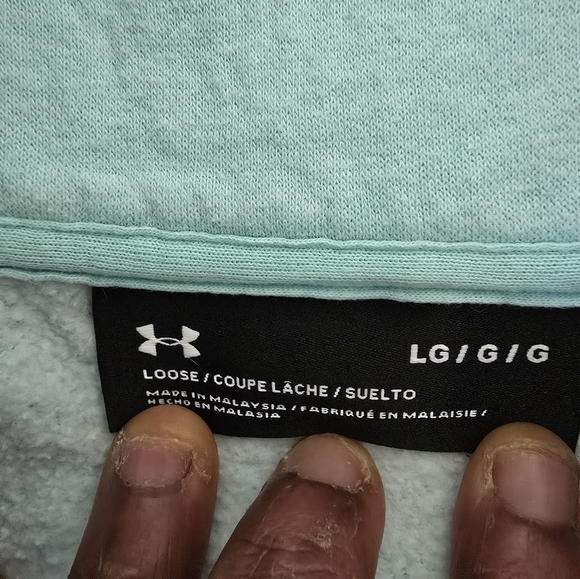 LG / G / G
LOOSE / COUPE LÂCHE / SUELTO
MADE IN MALAYSIA / FABRIQUÉ EN MALAISIE /
HECHO EN MALASIA